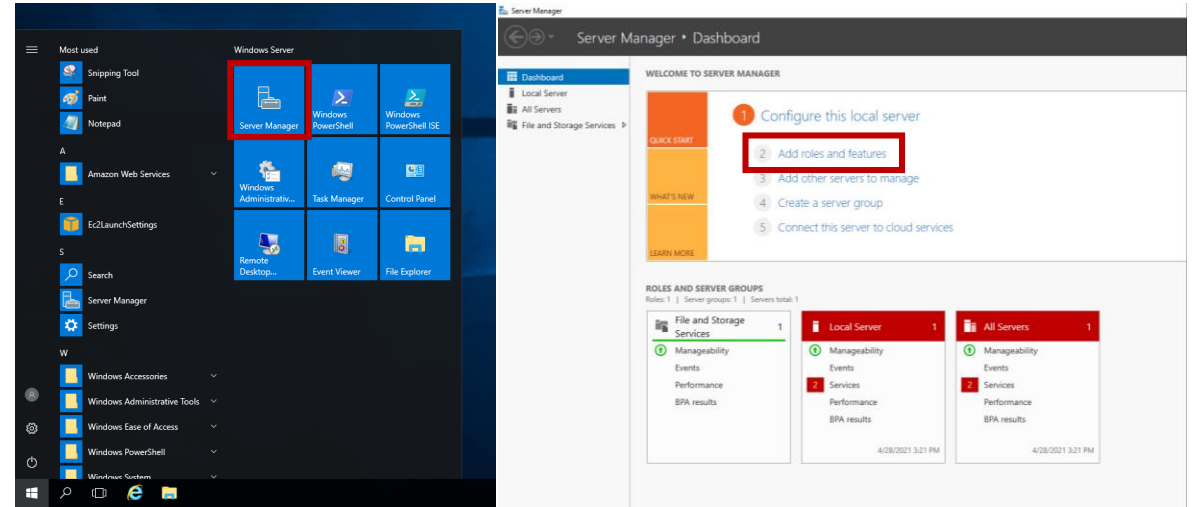 Most used
Snipping Tool
Paint
Notepad
A
Amazon Web Services
E
Ec2LaunchSettings
S
Search
Server Manager
Settings
W
Windows Accessories
Windows Administrative Tools
Windows Ease of Access
Windows PowerShell
Windows System
Windows Server
Server Manager
Windows PowerShell
Windows PowerShell ISE
Windows Administrativ...
Task Manager
Control Panel
Remote Desktop...
Event Viewer
File Explorer
Server Manager
Server Manager • Dashboard
Dashboard
Local Server
All Servers
File and Storage Services
WELCOME TO SERVER MANAGER
QUICK START
WHAT'S NEW
LEARN MORE
1 Configure this local server
2 Add roles and features
3 Add other servers to manage
4 Create a server group
5 Connect this server to cloud services
ROLES AND SERVER GROUPS
Roles: 1 | Server groups: 1 | Servers total: 1
File and Storage Services 1
Manageability
Events
Performance
BPA results
Local Server 1
Manageability
Events
2 Services
Performance
BPA results
4/28/2021 3:21 PM
All Servers 1
Manageability
Events
2 Services
Performance
BPA results
4/28/2021 3:21 PM